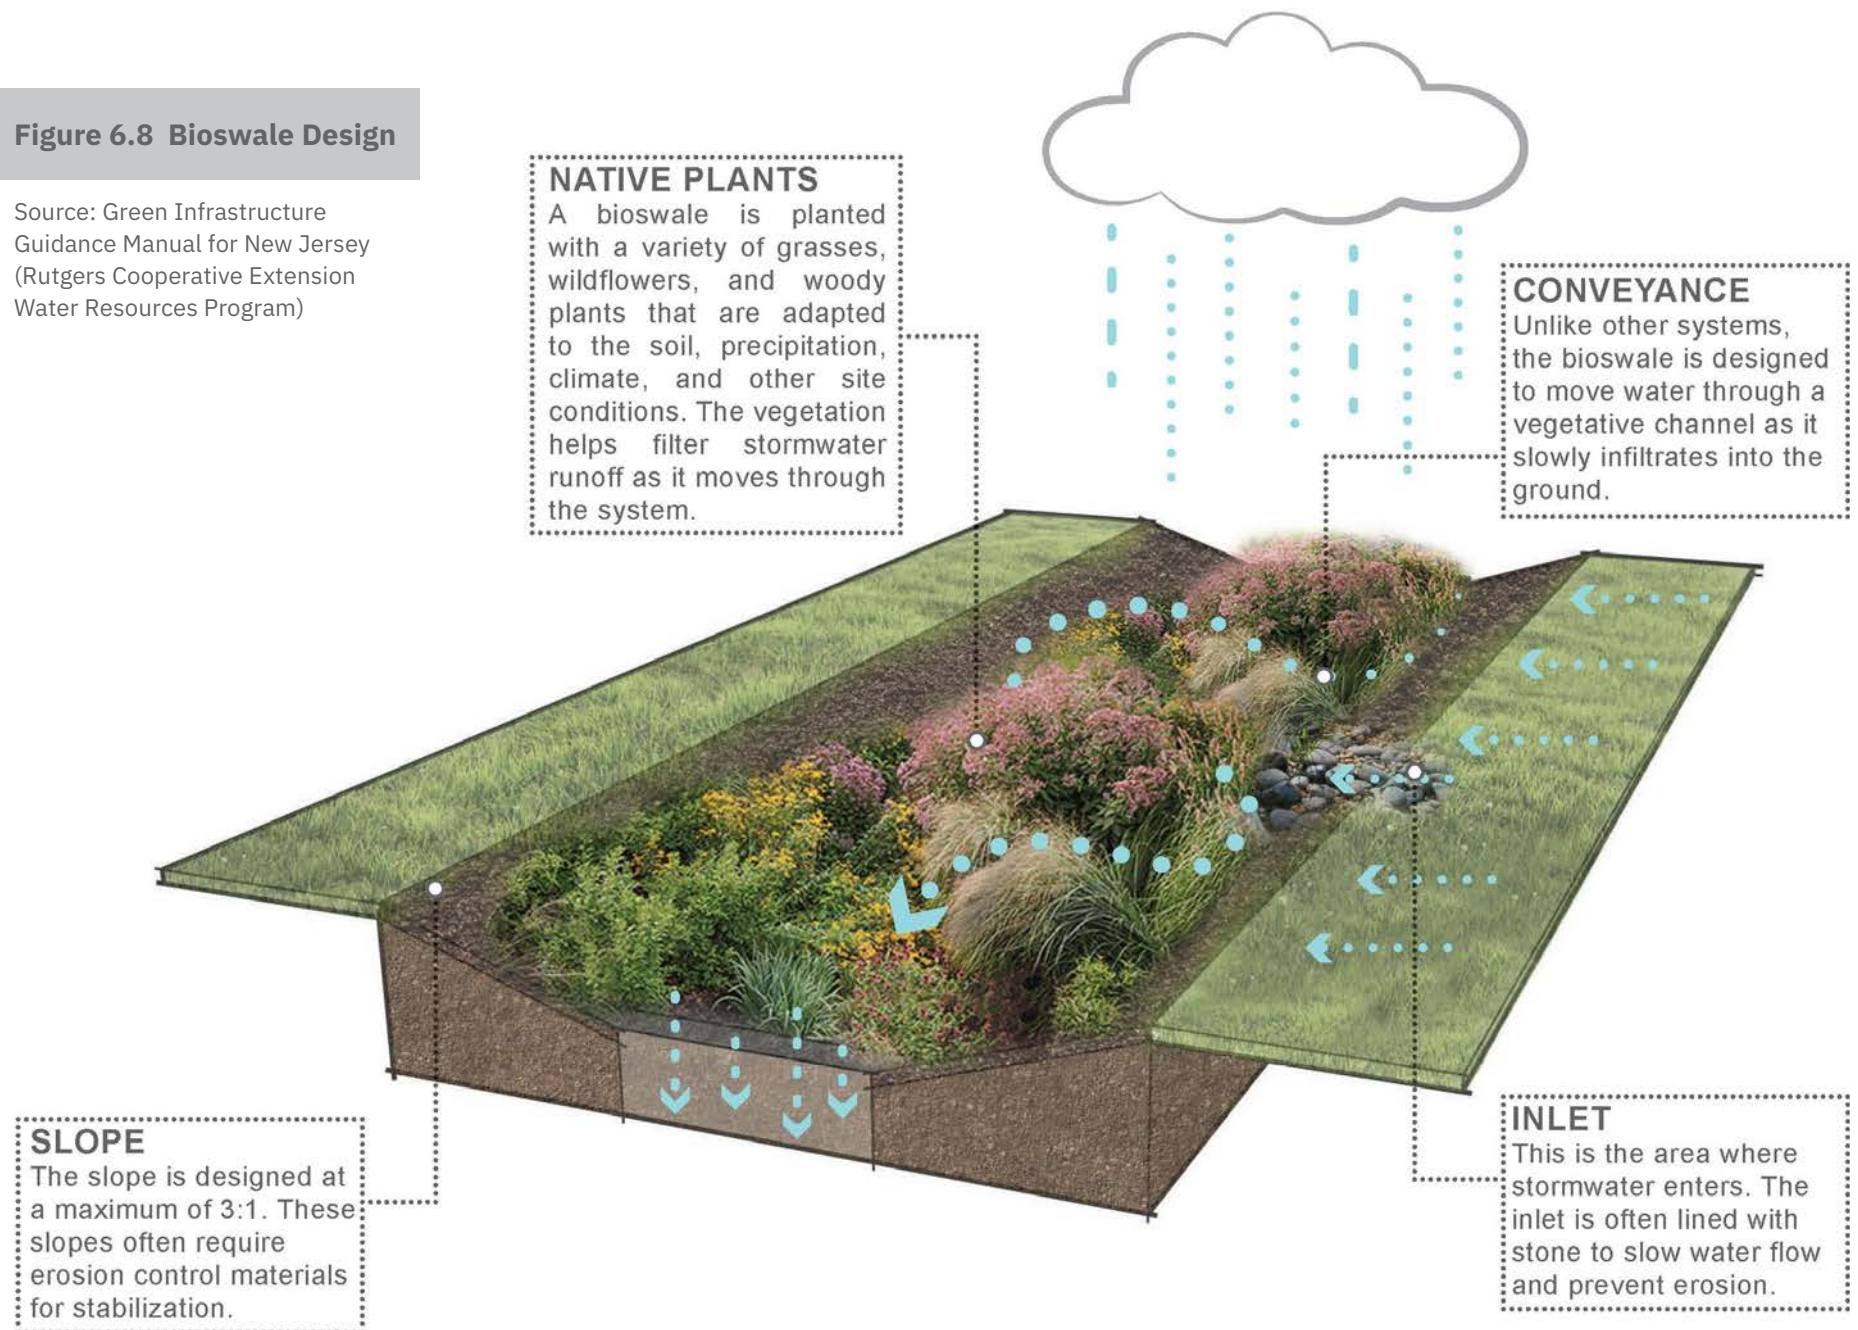 Figure 6.8 Bioswale Design
Source: Green Infrastructure
Guidance Manual for New Jersey
(Rutgers Cooperative Extension
Water Resources Program)
NATIVE PLANTS
A bioswale is planted
with a variety of grasses,
wildflowers, and woody
plants that are adapted
to the soil, precipitation,
climate, and other site
conditions. The vegetation
helps filter stormwater
runoff as it moves through
the system.
CONVEYANCE
Unlike other systems,
the bioswale is designed
to move water through a
vegetative channel as it
slowly infiltrates into the
ground.
SLOPE
The slope is designed at
a maximum of 3:1. These
slopes often require
erosion control materials
for stabilization.
INLET
This is the area where
stormwater enters. The
inlet is often lined with
stone to slow water flow
and prevent erosion.